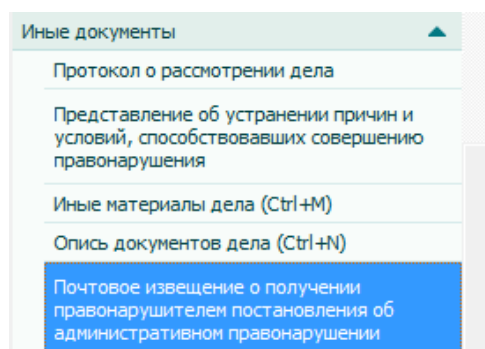 Иные документы
Протокол о рассмотрении дела
Представление об устранении причин и
условий, способствовавших совершению
правонарушения
Иные материалы дела (Ctrl+M)
Опись документов дела (Ctrl+N)
Почтовое извещение о получении
правонарушителем постановления об
административном правонарушении